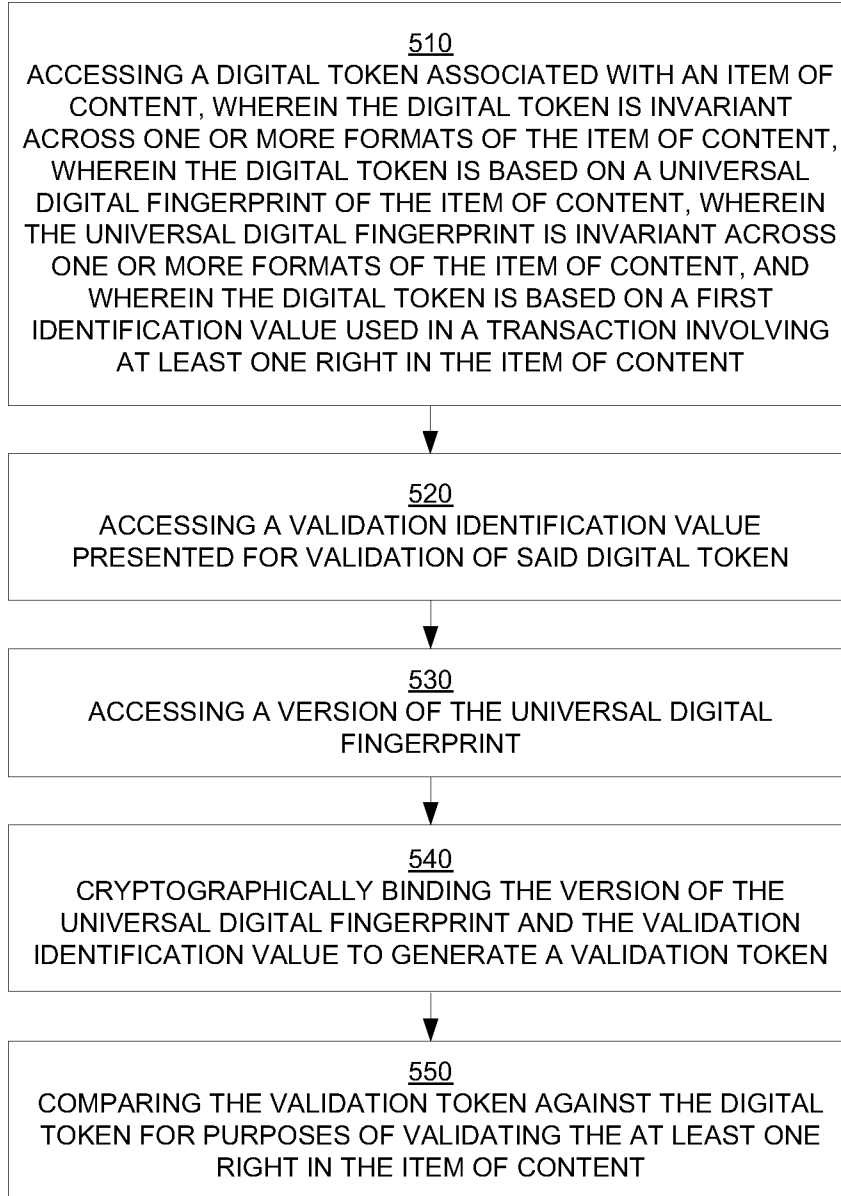 510
ACCESSING A DIGITAL TOKEN ASSOCIATED WITH AN ITEM OF
CONTENT, WHEREIN THE DIGITAL TOKEN IS INVARIANT
ACROSS ONE OR MORE FORMATS OF THE ITEM OF CONTENT,
WHEREIN THE DIGITAL TOKEN IS BASED ON A UNIVERSAL
DIGITAL FINGERPRINT OF THE ITEM OF CONTENT, WHEREIN
THE UNIVERSAL DIGITAL FINGERPRINT IS INVARIANT ACROSS
ONE OR MORE FORMATS OF THE ITEM OF CONTENT, AND
WHEREIN THE DIGITAL TOKEN IS BASED ON A FIRST
IDENTIFICATION VALUE USED IN A TRANSACTION INVOLVING
AT LEAST ONE RIGHT IN THE ITEM OF CONTENT
520
ACCESSING A VALIDATION IDENTIFICATION VALUE
PRESENTED FOR VALIDATION OF SAID DIGITAL TOKEN
530
ACCESSING A VERSION OF THE UNIVERSAL DIGITAL
FINGERPRINT
540
CRYPTOGRAPHICALLY BINDING THE VERSION OF THE
UNIVERSAL DIGITAL FINGERPRINT AND THE VALIDATION
IDENTIFICATION VALUE TO GENERATE A VALIDATION TOKEN
550
COMPARING THE VALIDATION TOKEN AGAINST THE DIGITAL
TOKEN FOR PURPOSES OF VALIDATING THE AT LEAST ONE
RIGHT IN THE ITEM OF CONTENT